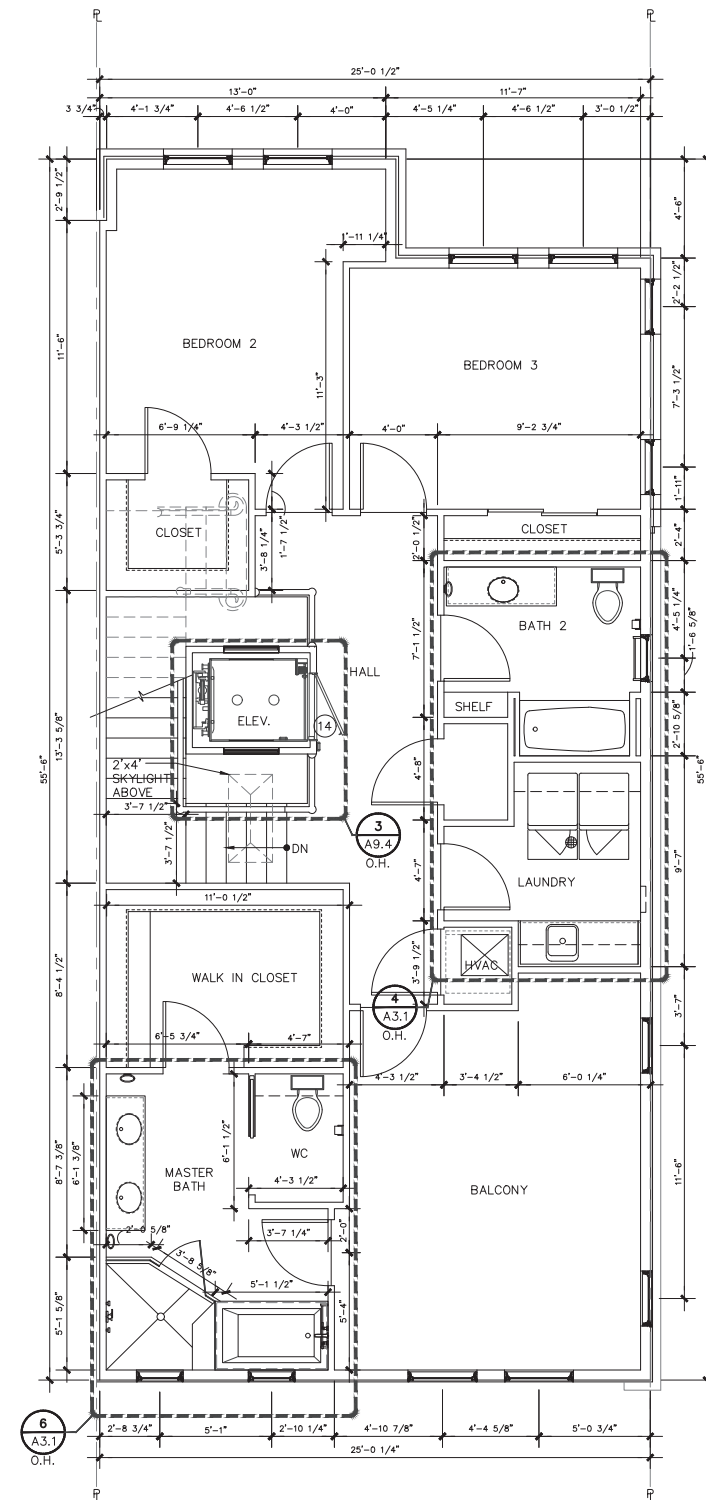 PL
PL
25'-0 1/2"
13'-0"
11'-7"
3 3/4"
4'-1 3/4"
4'-6 1/2"
4'-0"
4'-5 1/4"
4'-6 1/2"
3'-0 1/2"
2'-9 1/2"
4'-6"
1'-11 1/4"
2'-2 1/2"
BEDROOM 2
BEDROOM 3
11'-6"
11'-3"
7'-3 1/2"
6'-9 1/4"
4'-3 1/2"
4'-0"
9'-2 3/4"
1'-11"
CLOSET
CLOSET
5'-3 3/4"
3'-8 1/4"
1'-7 1/2"
2'-0 1/2"
2'-4"
BATH 2
4'-5 1/4"
1'-6 5/8"
7'-1 1/2"
HALL
SHELF
ELEV.
14
2'-10 5/8"
13'-3 5/8"
55'-6"
55'-6"
2'x4'
SKYLIGHT
ABOVE
3'-7 1/2"
3'-7 1/2"
4'-8"
3
A9.4
O.H.
DN
4'-7"
9'-7"
LAUNDRY
11'-0 1/2"
8'-4 1/2"
WALK IN CLOSET
HVAC
3'-9 1/2"
4
A3.1
O.H.
3'-7"
6'-5 3/4"
4'-7"
4'-3 1/2"
3'-4 1/2"
6'-0 1/4"
8'-7 3/8"
6'-1 3/8"
6'-1 1/2"
WC
MASTER
BATH
4'-3 1/2"
BALCONY
11'-6"
2'-0 5/8"
3'-7 1/4"
2'-0"
3'-8 5/8"
5'-1 1/2"
5'-1 5/8"
5'-4"
6
A3.1
O.H.
2'-8 3/4"
5'-1"
2'-10 1/4"
4'-10 7/8"
4'-4 5/8"
5'-0 3/4"
25'-0 1/4"
PL
PL